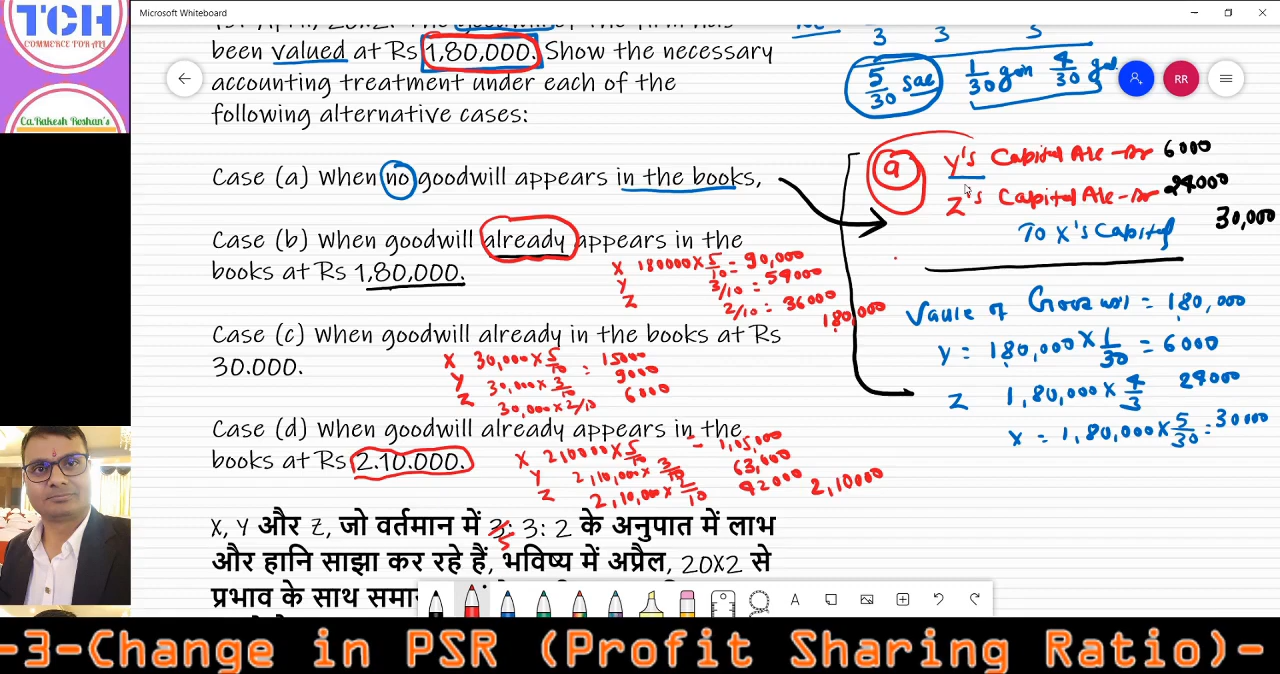 TCH
COMMERCE FOR ALL
Ca.Rakesh Roshan's
Microsoft Whiteboard
been valued at Rs 1,80,000. Show the necessary
accounting treatment under each of the
following alternative cases:
Case (a) When no goodwill appears in the books,
Case (b) When goodwill already appears in the
books at Rs 1,80,000.
X 180000 × 5/10 = 90,000
Y 3/10 = 54000
Z 2/10 = 36000
180,000
Case (c) When goodwill already in the books at Rs
30.000.
X 30,000 × 5/10 = 15000
Y 30,000 × 3/10 9000
Z 30,000 × 2/10 6000
Case (d) When goodwill already appears in the
books at Rs 2.10.000.
X 210000 × 5/10 - 1,05,000
Y 2,10,000 × 3/10 63,000
Z 2,10,000 × 2/10 42000 2,10000
X, Y और Z, जो वर्तमान में 3: 3: 2 के अनुपात में लाभ
5
और हानि साझा कर रहे हैं, भविष्य में अप्रैल, 20X2 से
प्रभाव के साथ
3 3 3
5/30 sac 1/30 gain 4/30
RR
a
Y's Capital A/c - Dr 6000
Z's Capital A/c - Dr 24000
To X's Capital 30,000
Value of Goodwill = 180,000
Y = 180,000 × 1/30 = 6000
Z 1,80,000 × 4/3 24000
X = 1,80,000 × 5/30 = 30000
-3-Change in PSR (Profit Sharing Ratio)-